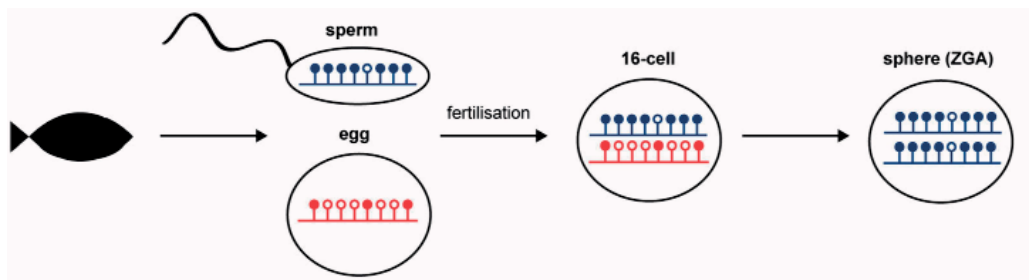 sperm
egg
fertilisation
16-cell
sphere (ZGA)